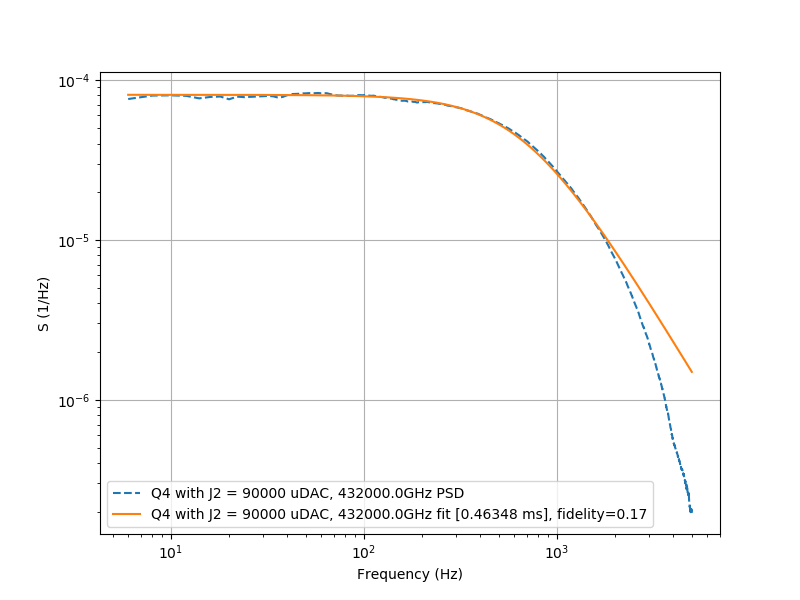 10⁻⁴
10⁻⁵
10⁻⁶
S (1/Hz)
Q4 with J2 = 90000 uDAC, 432000.0GHz PSD
Q4 with J2 = 90000 uDAC, 432000.0GHz fit [0.46348 ms], fidelity=0.17
10¹ 10² 10³
Frequency (Hz)